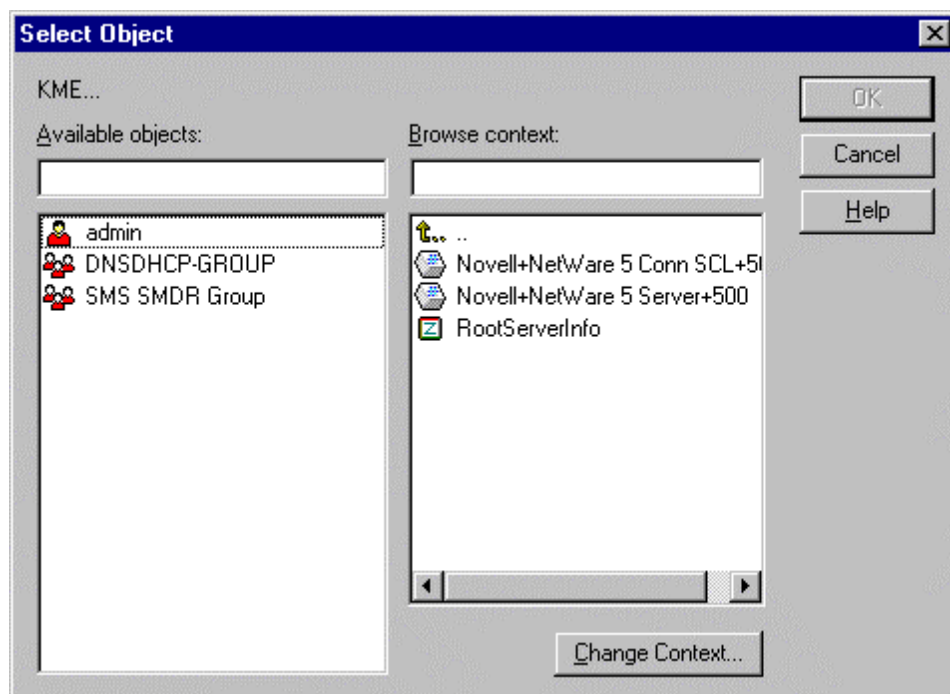 Select Object
KME...
Available objects:
admin
DNSDHCP-GROUP
SMS SMDR Group
Browse context:
..
Novell+NetWare 5 Conn SCL+50
Novell+NetWare 5 Server+500
RootServerInfo
Change Context...
OK
Cancel
Help